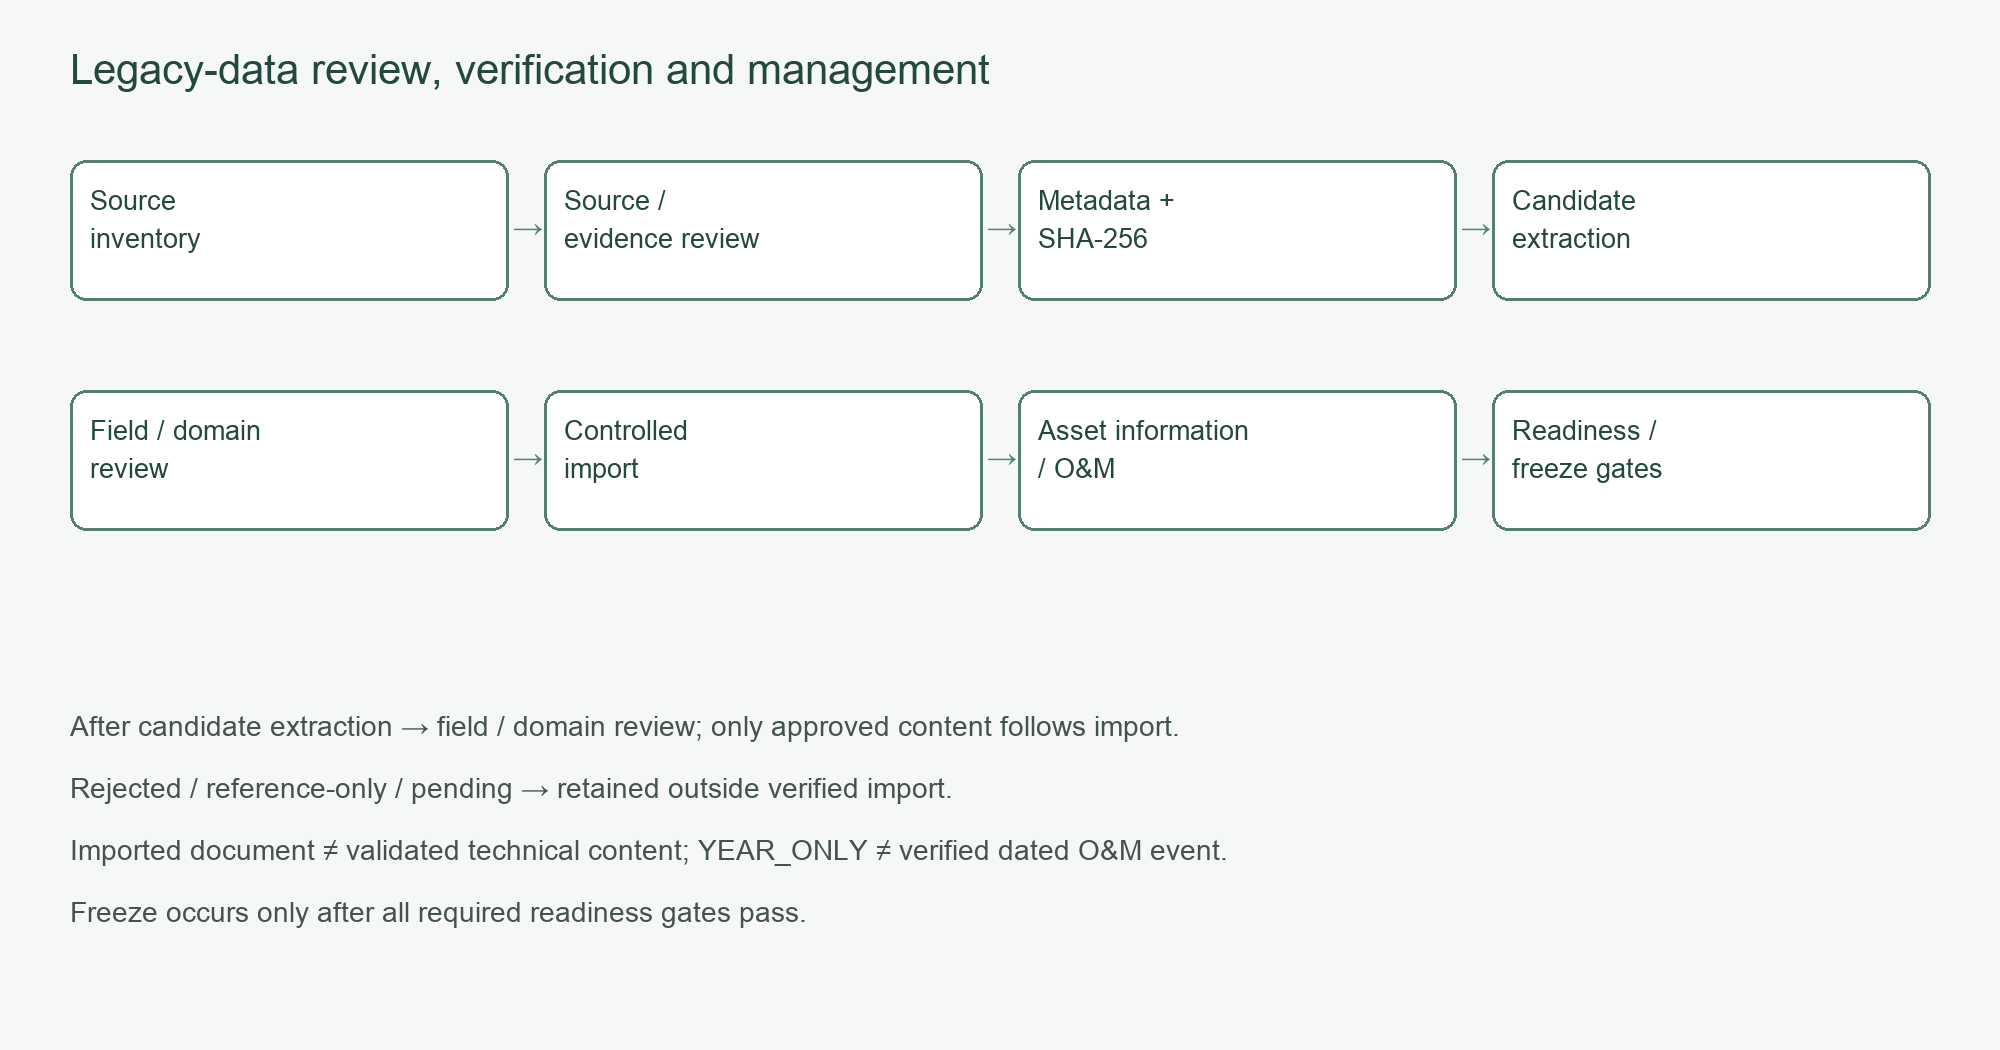 Legacy-data review, verification and management
Source
inventory
→
Source /
evidence review
→
Metadata +
SHA-256
→
Candidate
extraction
Field / domain
review
→
Controlled
import
→
Asset information
/ O&M
→
Readiness /
freeze gates
After candidate extraction → field / domain review; only approved content follows import.
Rejected / reference-only / pending → retained outside verified import.
Imported document ≠ validated technical content; YEAR_ONLY ≠ verified dated O&M event.
Freeze occurs only after all required readiness gates pass.